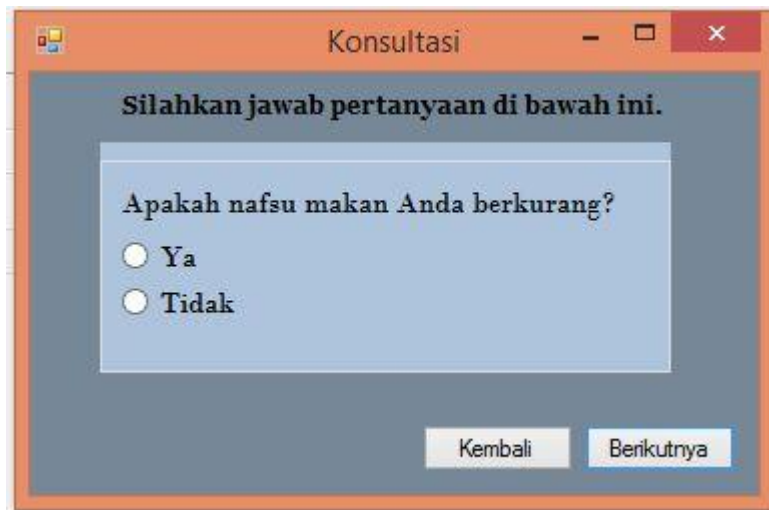 Konsultasi
Silahkan jawab pertanyaan di bawah ini.
Apakah nafsu makan Anda berkurang?
Ya
Tidak
Kembali
Berikutnya